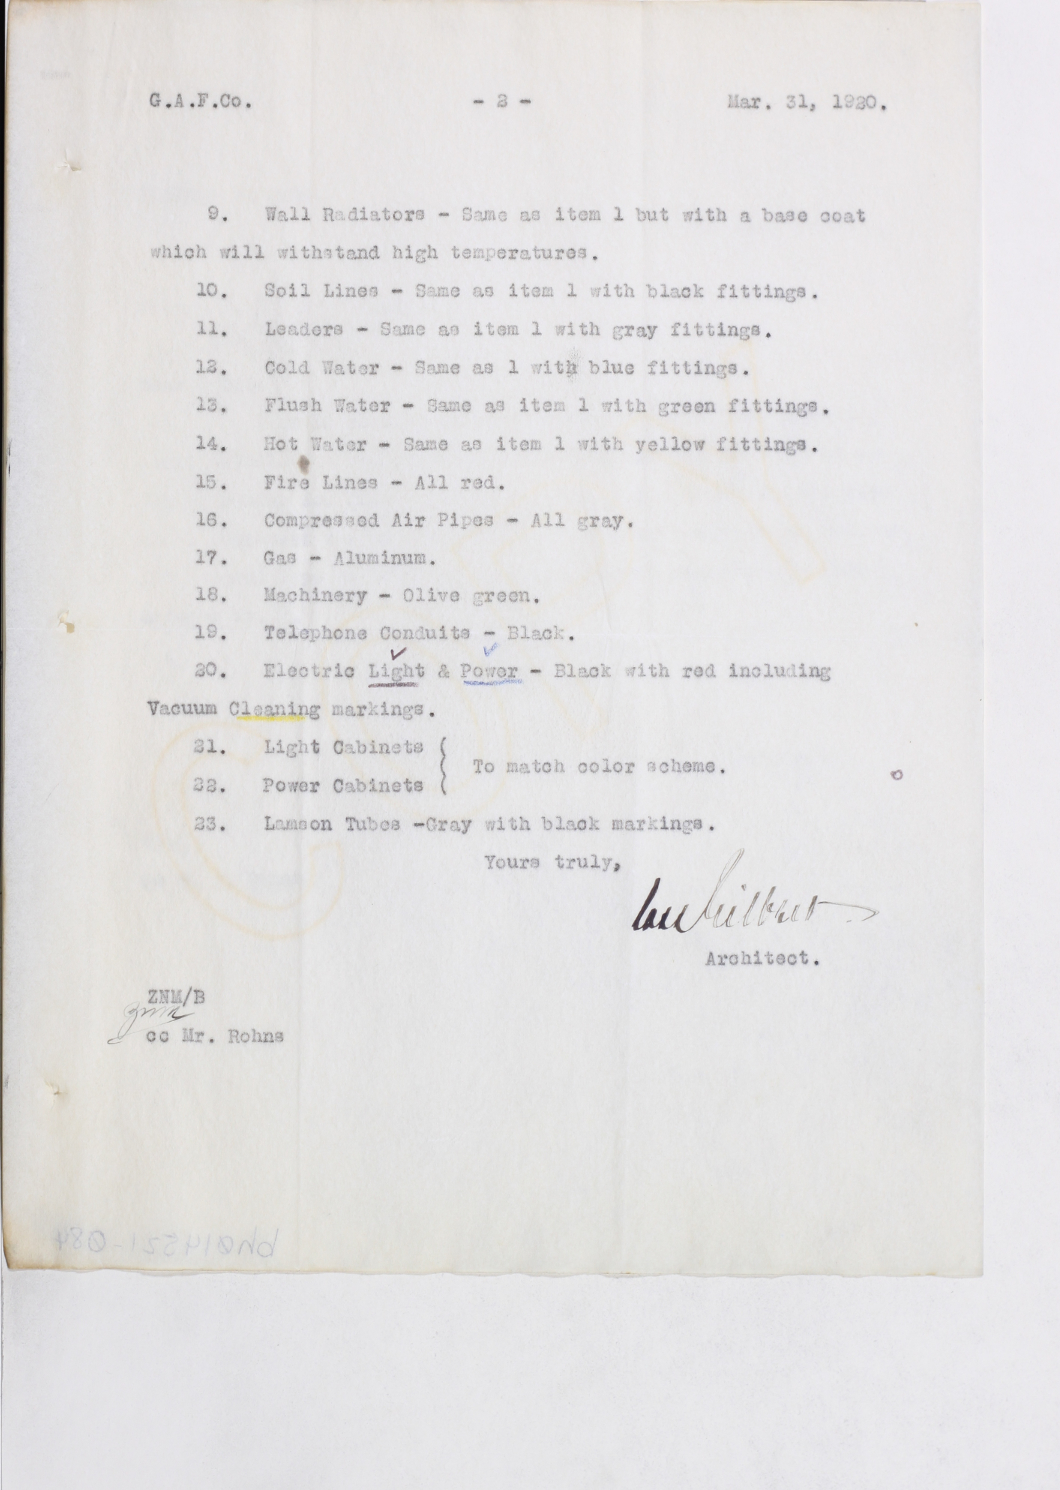 G.A.F.Co. - 2 - Mar. 31, 1920.
9. Wall Radiators - Same as item 1 but with a base coat
which will withstand high temperatures.
10. Soil Lines - Same as item 1 with black fittings.
11. Leaders - Same as item 1 with gray fittings.
12. Cold Water - Same as 1 with blue fittings.
13. Flush Water - Same as item 1 with green fittings.
14. Hot Water - Same as item 1 with yellow fittings.
15. Fire Lines - All red.
16. Compressed Air Pipes - All gray.
17. Gas - Aluminum.
18. Machinery - Olive green.
19. Telephone Conduits - Black.
20. Electric Light & Power - Black with red including
Vacuum Cleaning markings.
21. Light Cabinets
To match color scheme.
22. Power Cabinets
23. Lamson Tubes -Gray with black markings.
Yours truly,
Cass Gilbert
Architect.
ZNM/B
znm
cc Mr. Rohns
COPY